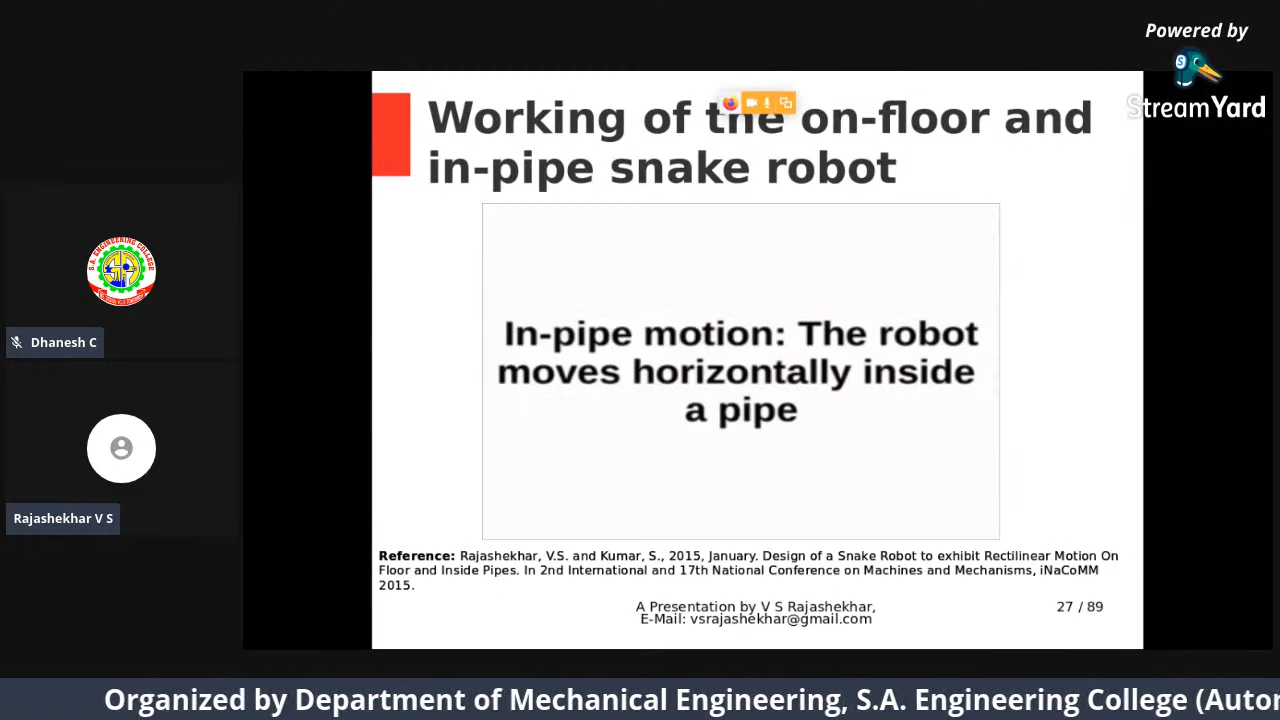 Powered by
StreamYard
Working of the on-floor and
in-pipe snake robot
In-pipe motion: The robot
moves horizontally inside
a pipe
S.A. ENGINEERING COLLEGE
Dhanesh C
Rajashekhar V S
Reference: Rajashekhar, V.S. and Kumar, S., 2015, January. Design of a Snake Robot to exhibit Rectilinear Motion On
Floor and Inside Pipes. In 2nd International and 17th National Conference on Machines and Mechanisms, iNaCoMM
2015.
A Presentation by V S Rajashekhar,
E-Mail: vsrajashekhar@gmail.com
27 / 89
Organized by Department of Mechanical Engineering, S.A. Engineering College (Auto